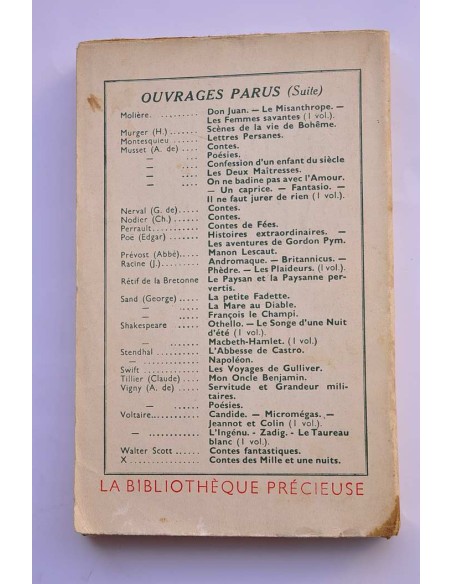 OUVRAGES PARUS (Suite)
Molière.......... Don Juan. — Le Misanthrope. —
Les Femmes savantes (1 vol.).
Murger (H.)....... Scènes de la vie de Bohême.
Montesquieu ...... Lettres Persanes.
Musset (A. de) .... Contes.
— .... Poésies.
— .... Confession d'un enfant du siècle
— .... Les Deux Maîtresses.
— .... On ne badine pas avec l'Amour.
— Un caprice. — Fantasio. —
Il ne faut jurer de rien (1 vol.).
Nerval (G. de)..... Contes.
Nodier (Ch.)....... Contes.
Perrault........... Contes de Fées.
Poe (Edgar) ....... Histoires extraordinaires. —
Les aventures de Gordon Pym.
Prévost (Abbé)..... Manon Lescaut.
Racine (J.)......... Andromaque. — Britannicus. —
Phèdre. — Les Plaideurs. (1 vol.).
Rétif de la Bretonne Le Paysan et la Paysanne per-
vertis.
Sand (George) ..... La petite Fadette.
— ..... La Mare au Diable.
— ..... François le Champi.
Shakespeare ..... Othello. — Le Songe d'une Nuit
d'été (1 vol.).
— ....... Macbeth-Hamlet. (1 vol.)
Stendhal .......... L'Abbesse de Castro.
— ........... Napoléon.
Swift ............. Les Voyages de Gulliver.
Tillier (Claude) .... Mon Oncle Benjamin.
Vigny (A. de) ..... Servitude et Grandeur mili-
taires.
— ...... Poésies.
Voltaire........... Candide. — Micromégas. —
Jeannot et Colin (1 vol.).
— ........... L'Ingénu. - Zadig. - Le Taureau
blanc (1 vol.).
Walter Scott ...... Contes fantastiques.
X................ Contes des Mille et une nuits.
LA BIBLIOTHÈQUE PRÉCIEUSE